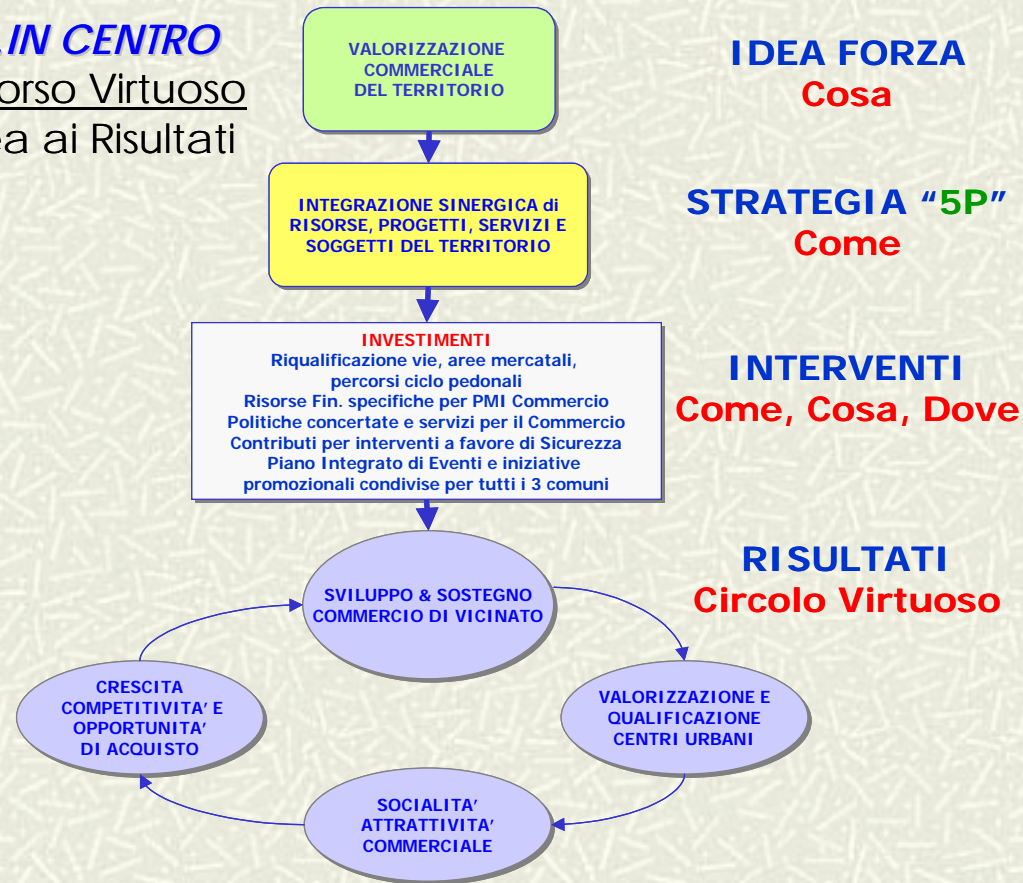 IN CENTRO
orso Virtuoso
a ai Risultati
VALORIZZAZIONE
COMMERCIALE
DEL TERRITORIO
IDEA FORZA
Cosa
INTEGRAZIONE SINERGICA di
RISORSE, PROGETTI, SERVIZI E
SOGGETTI DEL TERRITORIO
STRATEGIA “5P”
Come
INVESTIMENTI
Riqualificazione vie, aree mercatali,
percorsi ciclo pedonali
Risorse Fin. specifiche per PMI Commercio
Politiche concertate e servizi per il Commercio
Contributi per interventi a favore di Sicurezza
Piano Integrato di Eventi e iniziative
promozionali condivise per tutti i 3 comuni
INTERVENTI
Come, Cosa, Dove
RISULTATI
Circolo Virtuoso
SVILUPPO & SOSTEGNO
COMMERCIO DI VICINATO
VALORIZZAZIONE E
QUALIFICAZIONE
CENTRI URBANI
SOCIALITA’
ATTRATTIVITA’
COMMERCIALE
CRESCITA
COMPETITIVITA’ E
OPPORTUNITA’
DI ACQUISTO